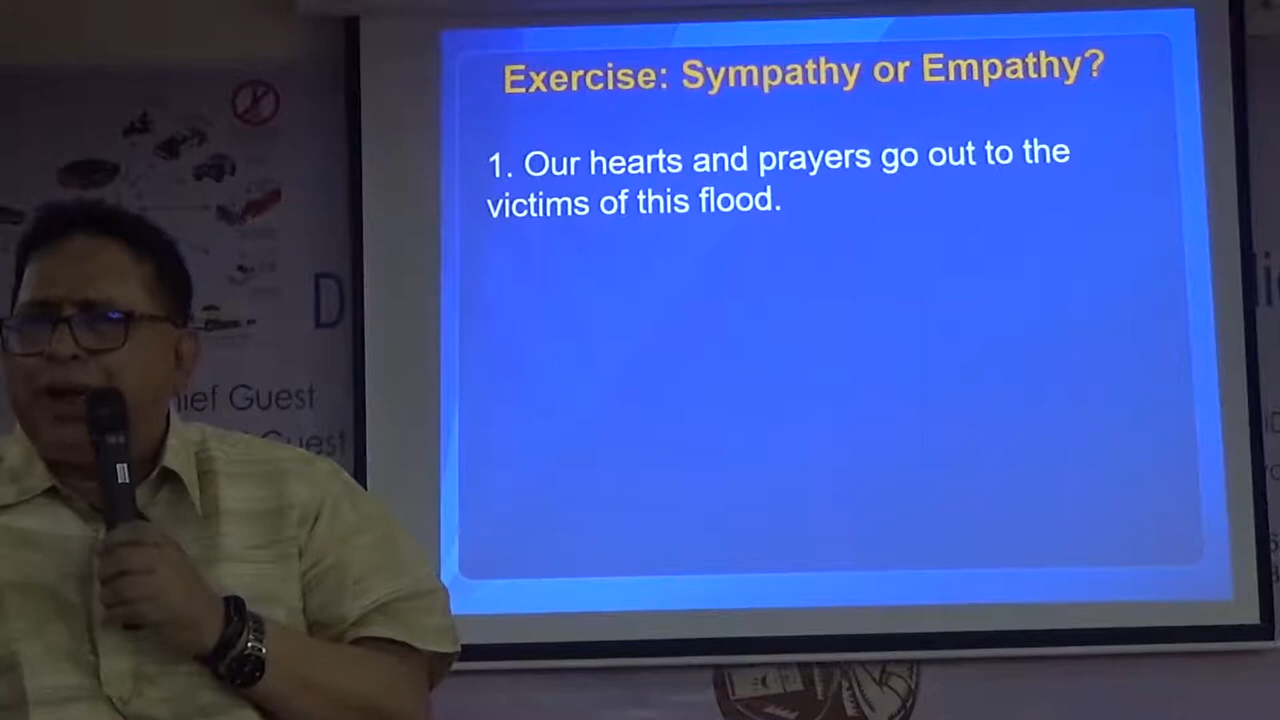 Exercise: Sympathy or Empathy?
1. Our hearts and prayers go out to the
victims of this flood.
D
hief Guest
Guest